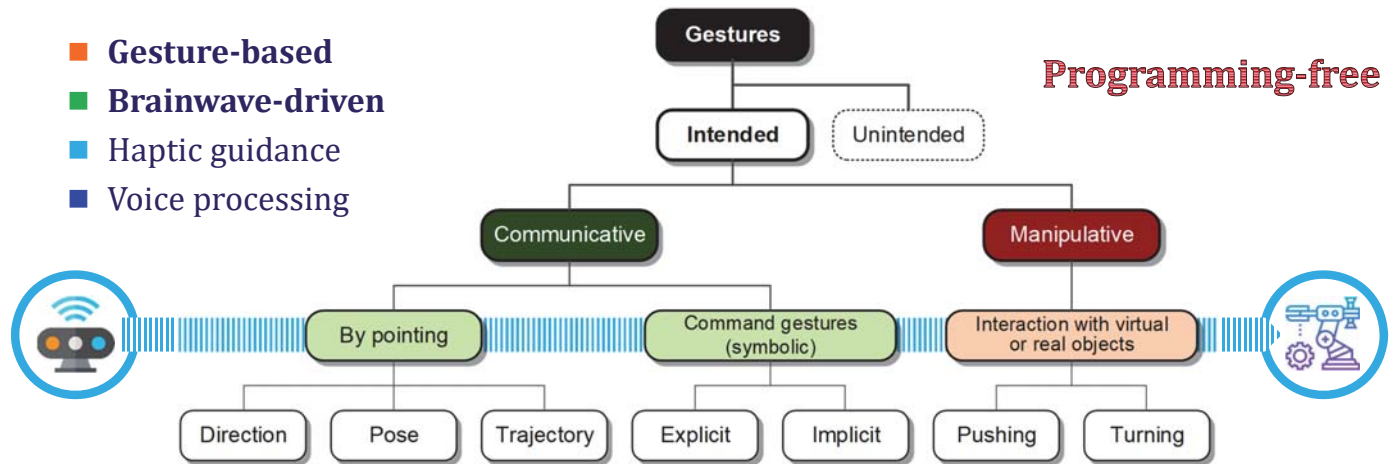 Gesture-based
Brainwave-driven
Haptic guidance
Voice processing
Programming-free
Gestures
Intended
Unintended
Communicative
Manipulative
By pointing
Command gestures
(symbolic)
Interaction with virtual
or real objects
Direction
Pose
Trajectory
Explicit
Implicit
Pushing
Turning